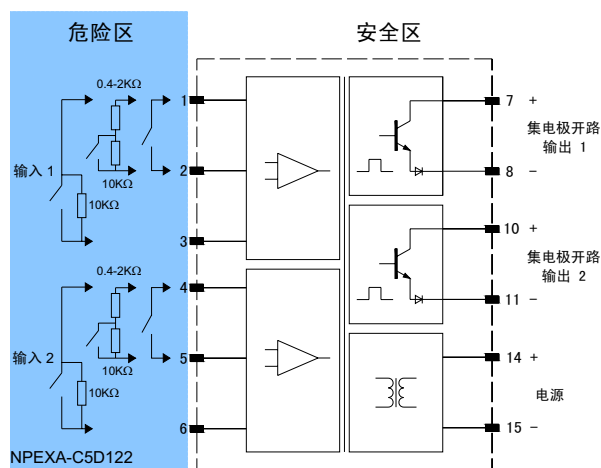 危险区
安全区
0.4-2KΩ
1
7 +
集电极开路
输出 1
输入 1
2
8 -
10KΩ
10KΩ
3
10 +
集电极开路
输出 2
0.4-2KΩ
4
11 -
输入 2
5
14 +
10KΩ
10KΩ
电源
6
15 -
NPEXA-C5D122